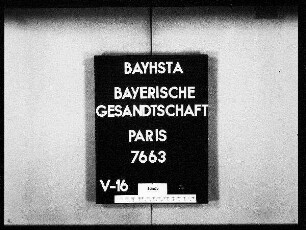 BAYHSTA
BAYERISCHE
GESANDTSCHAFT
PARIS
7663
V-16